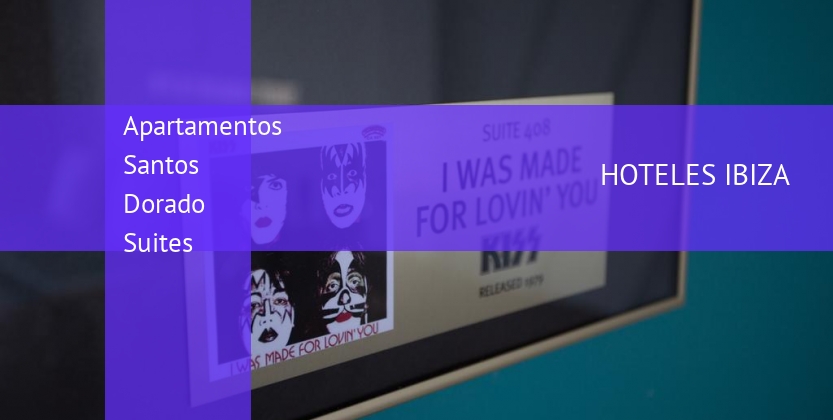 Apartamentos
Santos
Dorado
Suites
HOTELES IBIZA
SUITE 408
I WAS MADE
FOR LOVIN' YOU
KISS
RELEASED 1979
I WAS MADE FOR LOVIN' YOU